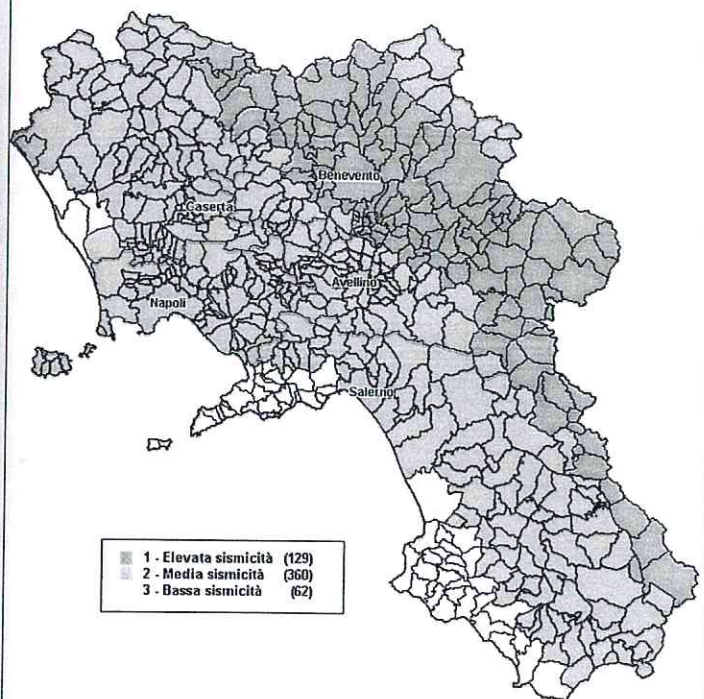 Benevento
Caserta
Avellino
Napoli
Salerno
1 - Elevata sismicità (129)
2 - Media sismicità (360)
3 - Bassa sismicità (62)